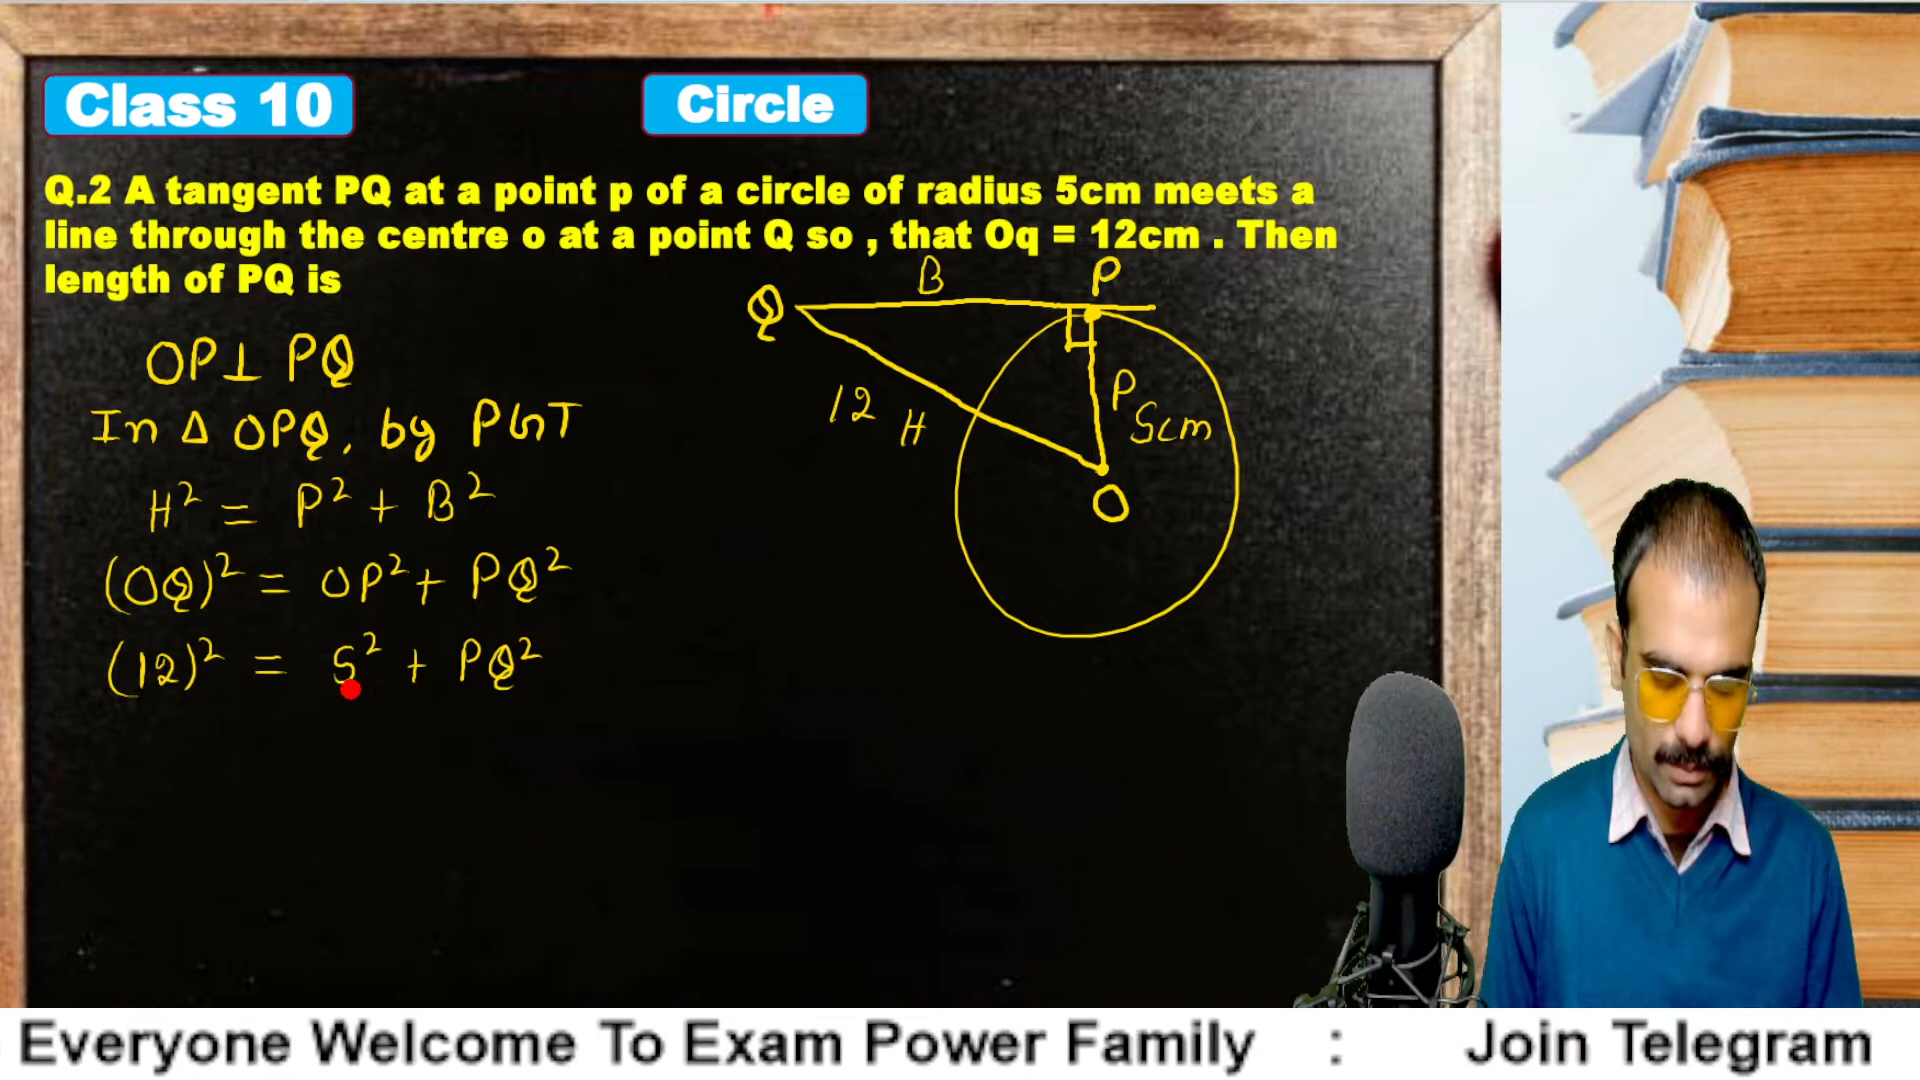 Class 10
Circle
Q.2 A tangent PQ at a point p of a circle of radius 5cm meets a
line through the centre o at a point Q so , that Oq = 12cm . Then
length of PQ is
B
P
Q
OP⊥ PQ
12
H
P
5cm
In Δ OPQ, by PGT
O
H² = P² + B²
(OQ)² = OP² + PQ²
(12)² = 5² + PQ²
Everyone Welcome To Exam Power Family : Join Telegram